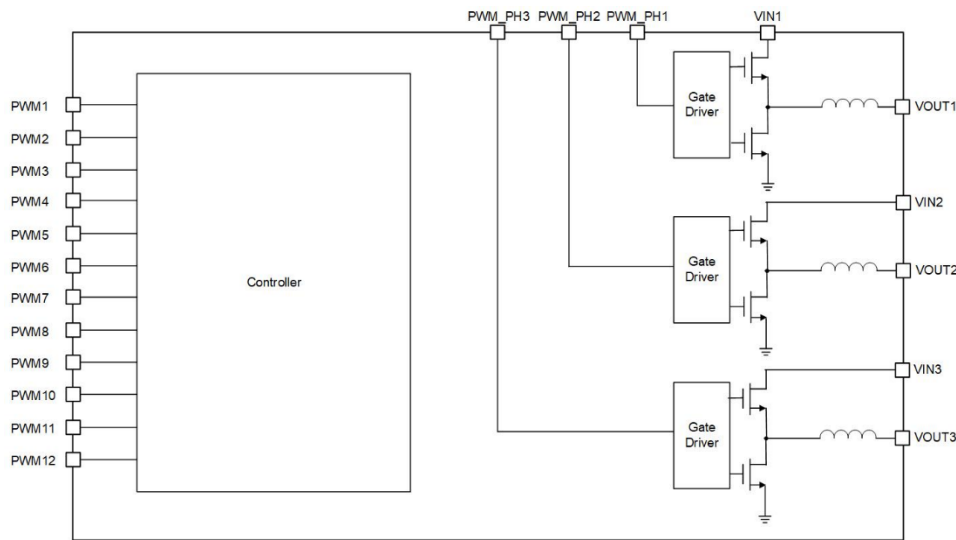 PWM_PH3 PWM_PH2 PWM_PH1 VIN1
PWM1
PWM2
PWM3
PWM4
PWM5
PWM6
PWM7
PWM8
PWM9
PWM10
PWM11
PWM12
Controller
Gate
Driver
VOUT1
VIN2
Gate
Driver
VOUT2
VIN3
Gate
Driver
VOUT3